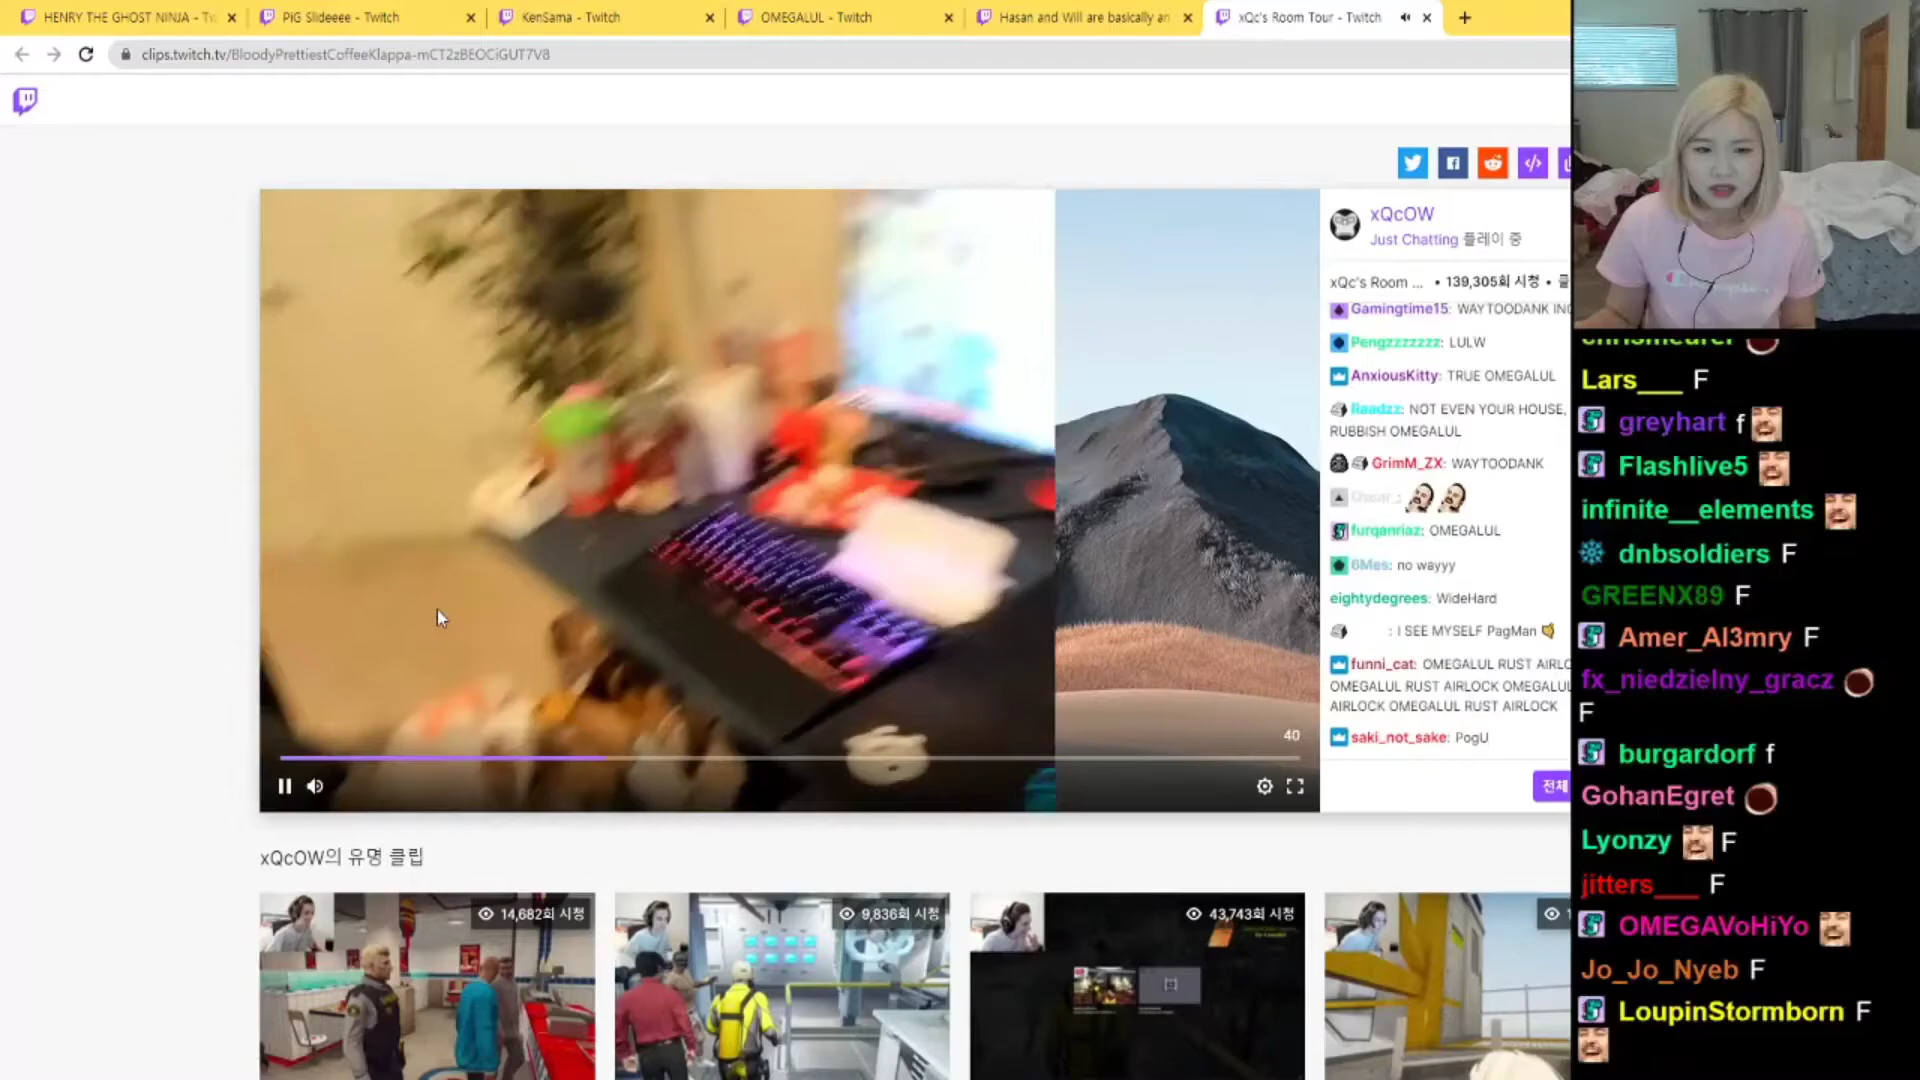 HENRY THE GHOST NINJA - Tw
PIG Slideeee - Twitch
KenSama - Twitch
OMEGALUL - Twitch
Hasan and Will are basically an
xQc's Room Tour - Twitch
clips.twitch.tv/BloodyPrettiestCoffeeKlappa-mCT2zBEOCiGUT7V8
xQcOW
Just Chatting 플레이 중
xQc's Room ... • 139,305회 시청 •
Gamingtime15: WAYTOODANK INC
Pengzzzzzzz: LULW
AnxiousKitty: TRUE OMEGALUL
Raadzz: NOT EVEN YOUR HOUSE,
RUBBISH OMEGALUL
GrimM_ZX: WAYTOODANK
furqanriaz: OMEGALUL
6Mes: no wayyy
eightydegrees: WideHard
: I SEE MYSELF PagMan
funni_cat: OMEGALUL RUST AIRLO
OMEGALUL RUST AIRLOCK OMEGALUL
AIRLOCK OMEGALUL RUST AIRLOCK
saki_not_sake: PogU
40
전체
xQcOW의 유명 클립
14,682회 시청
9,836회 시청
43,743회 시청
1
Champion
Lars___ F
greyhart f
Flashlive5
infinite__elements
dnbsoldiers F
GREENX89 F
Amer_Al3mry F
fx_niedzielny_gracz
F
burgardorf f
GohanEgret
Lyonzy F
jitters___ F
OMEGAVoHiYo
Jo_Jo_Nyeb F
LoupinStormborn F